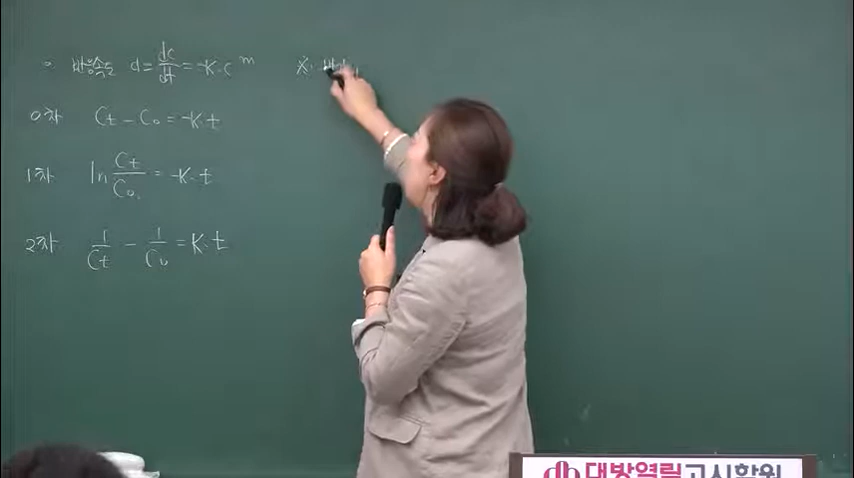 반응속도 d = dc/dt = -K·C^m ※
0차 Ct - C₀ = -K·t
1차 ln Ct/C₀ = -K·t
2차 1/Ct - 1/C₀ = K·t
대방열림고시학원